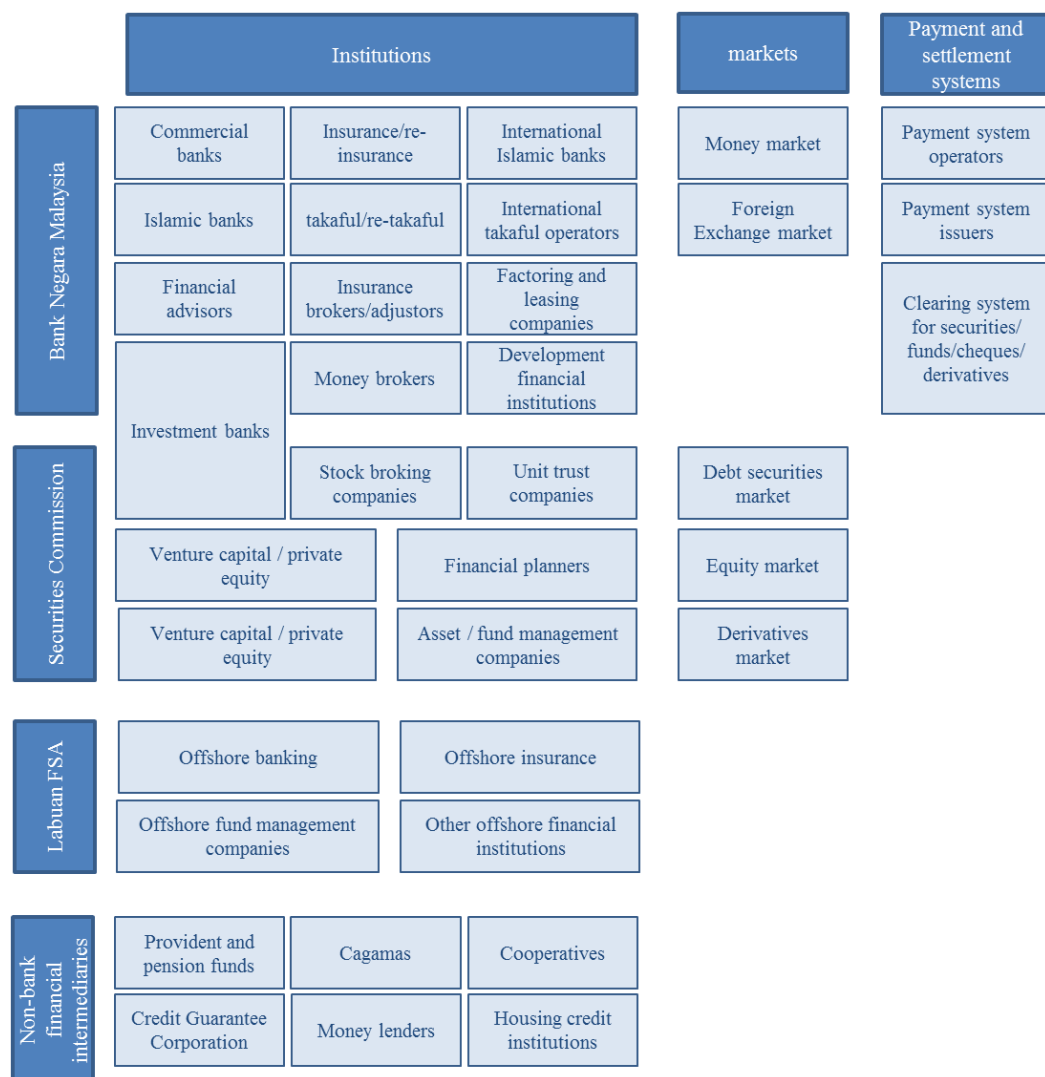 Institutions
markets
Payment and
settlement
systems
Bank Negara Malaysia
Commercial
banks
Insurance/re-
insurance
International
Islamic banks
Money market
Payment system
operators
Islamic banks
takaful/re-takaful
International
takaful operators
Foreign
Exchange market
Payment system
issuers
Financial
advisors
Insurance
brokers/adjustors
Factoring and
leasing
companies
Clearing system
for securities/
funds/cheques/
derivatives
Investment banks
Money brokers
Development
financial
institutions
Securities Commission
Stock broking
companies
Unit trust
companies
Debt securities
market
Venture capital / private
equity
Financial planners
Equity market
Venture capital / private
equity
Asset / fund management
companies
Derivatives
market
Labuan FSA
Offshore banking
Offshore insurance
Offshore fund management
companies
Other offshore financial
institutions
Non-bank
financial
intermediaries
Provident and
pension funds
Cagamas
Cooperatives
Credit Guarantee
Corporation
Money lenders
Housing credit
institutions